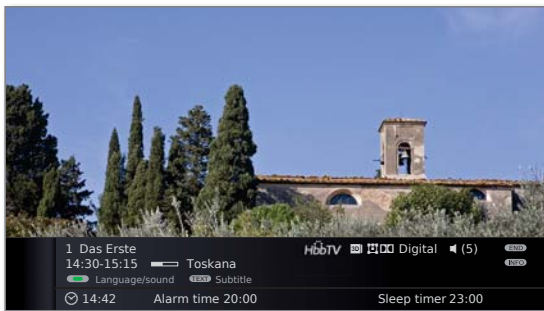 1 Das Erste HbbTV 3D Digital (5) END
14:30-15:15 Toskana INFO
Language/sound TEXT Subtitle
14:42 Alarm time 20:00 Sleep timer 23:00